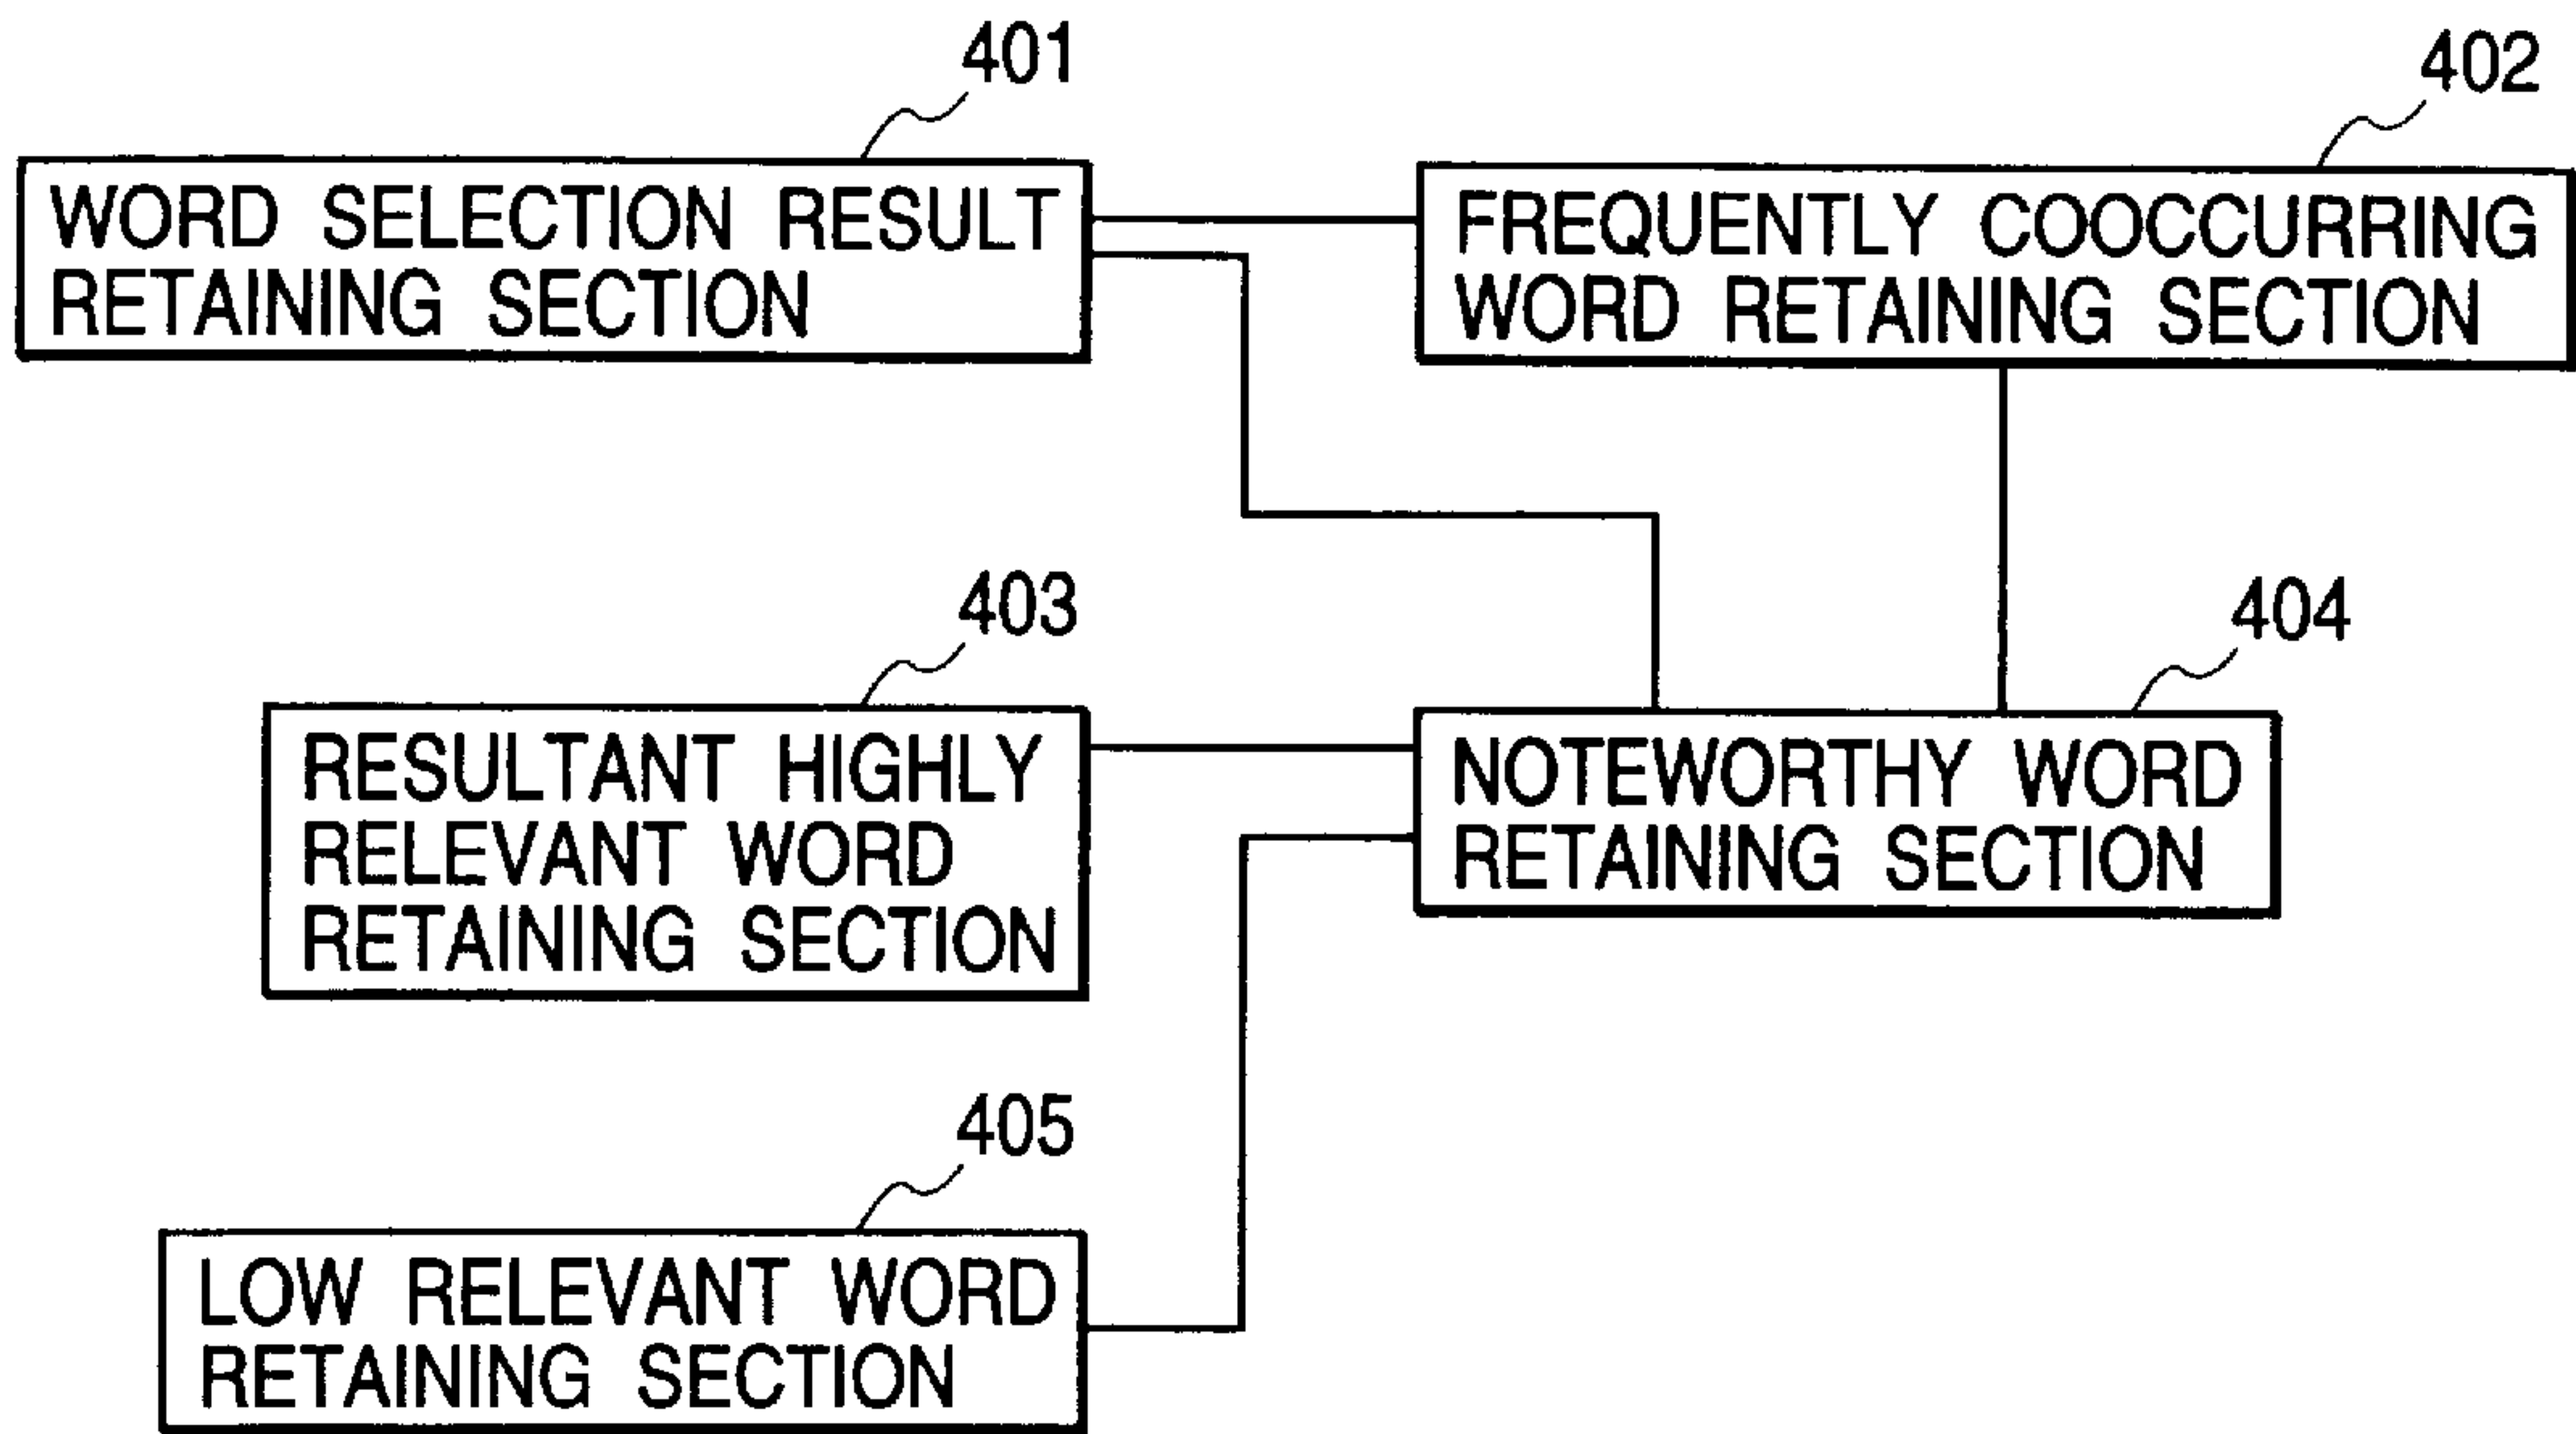 401
WORD SELECTION RESULT
RETAINING SECTION
402
FREQUENTLY COOCCURRING
WORD RETAINING SECTION
403
RESULTANT HIGHLY
RELEVANT WORD
RETAINING SECTION
404
NOTEWORTHY WORD
RETAINING SECTION
405
LOW RELEVANT WORD
RETAINING SECTION